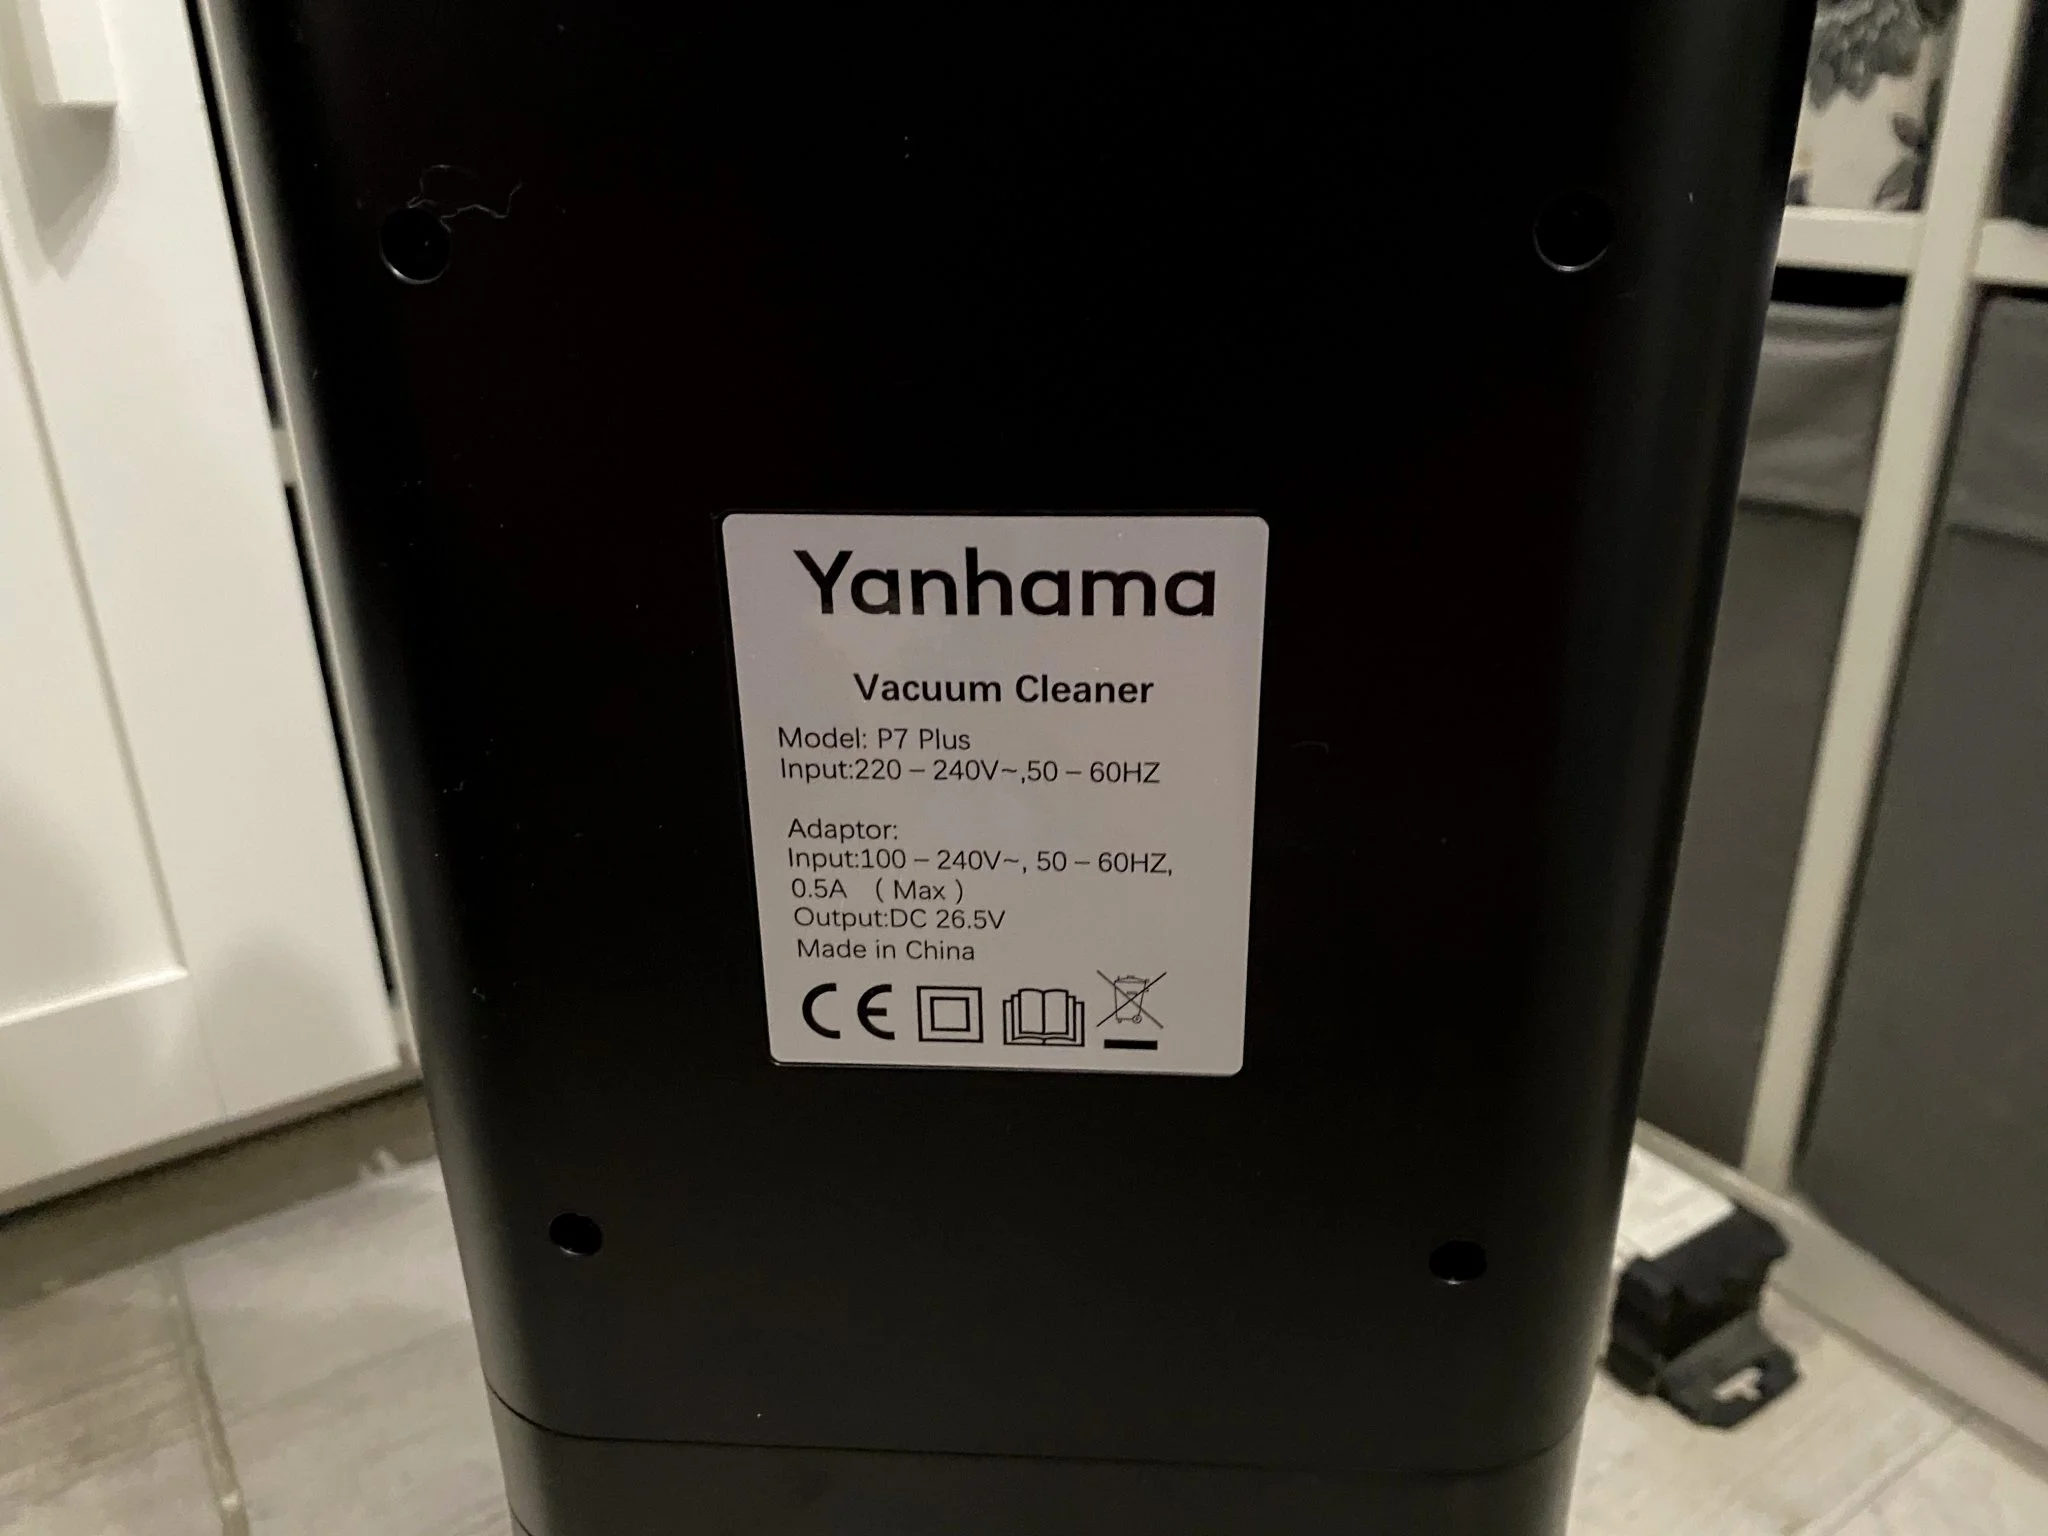 Yanhama
Vacuum Cleaner
Model: P7 Plus
Input:220 – 240V~,50 – 60HZ
Adaptor:
Input:100 – 240V~, 50 – 60HZ,
0.5A ( Max )
Output:DC 26.5V
Made in China
CE